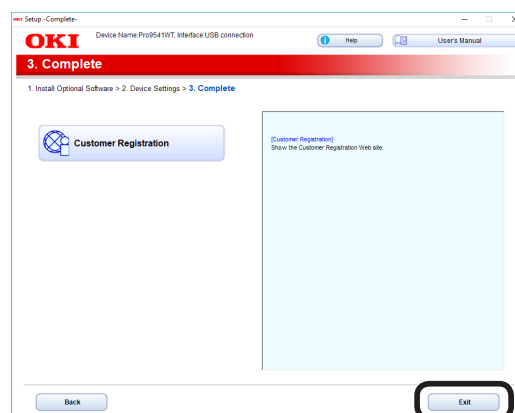 Setup -Complete-
OKI
Device Name:Pro9541WT, Interface:USB connection
Help
User's Manual
3. Complete
1. Install Optional Software > 2. Device Settings > 3. Complete
Customer Registration
[Customer Registration]
Show the Customer Registration Web site.
Back
Exit